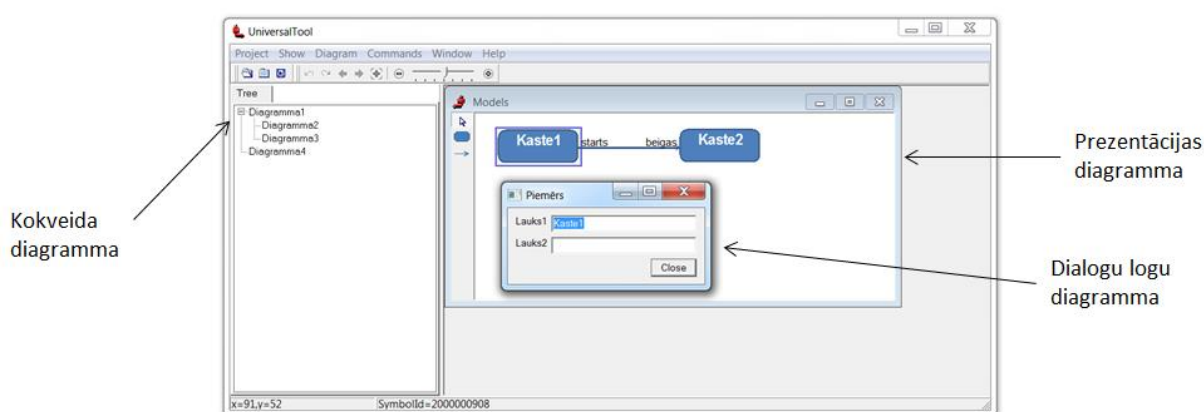 UniversalTool
Project Show Diagram Commands Window Help
Tree
Diagramma1
Diagramma2
Diagramma3
Diagramma4
Models
Kaste1
starts
beigas
Kaste2
Piemērs
Lauks1 Kaste1
Lauks2
Close
Kokveida
diagramma
Prezentācijas
diagramma
Dialogu logu
diagramma
x=91,y=52 SymbolId=2000000908